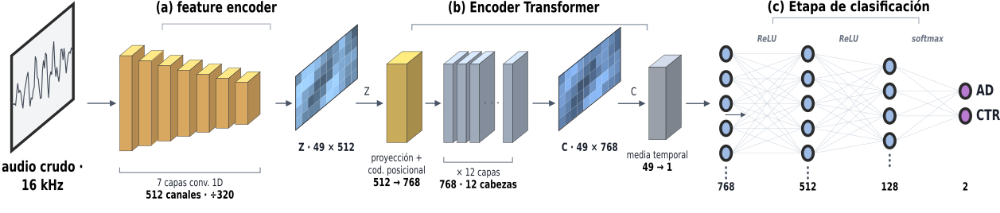 (a) feature encoder
(b) Encoder Transformer
(c) Etapa de clasificación
ReLU
ReLU
softmax
audio crudo ·
16 kHz
7 capas conv. 1D
512 canales · ÷320
Z · 49 × 512
Z
proyección +
cod. posicional
512 → 768
· · ·
× 12 capas
768 · 12 cabezas
C · 49 × 768
C
media temporal
49 → 1
AD
CTR
768
512
128
2